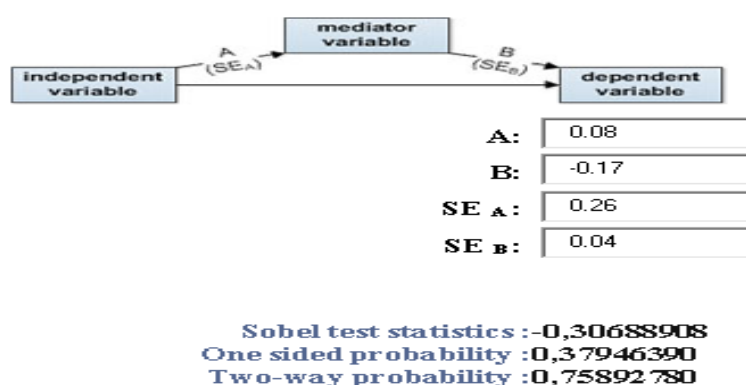 mediator
variable
A
(SEA)
B
(SEB)
independent
variable
dependent
variable
A: 0.08
B: -0.17
SE A: 0.26
SE B: 0.04
Sobel test statistics :-0,30688908
One sided probability :0,37946390
Two-way probability :0,75892780